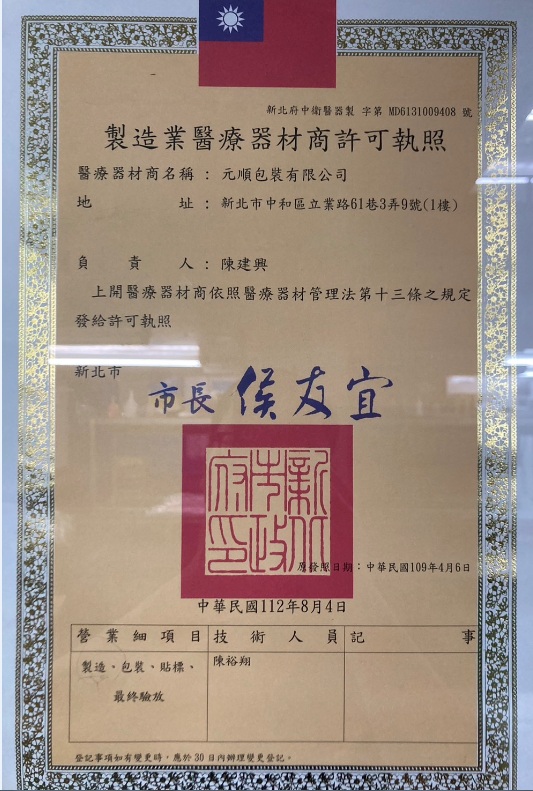 新北府中衛醫器製 字第 MD6131009408 號
製造業醫療器材商許可執照
醫療器材商名稱：元順包裝有限公司
地 址：新北市中和區立業路61巷3弄9號(1樓)
負 責 人：陳建興
上開醫療器材商依照醫療器材管理法第十三條之規定
發給許可執照
新北市
市長 侯友宜
新北市政府印
原發照日期：中華民國109年4月6日
中華民國112年8月4日
營業細項目 技術人員 記事
製造、包裝、貼標、 陳裕翔
最終驗放
登記事項如有變更時，應於30日內辦理變更登記。